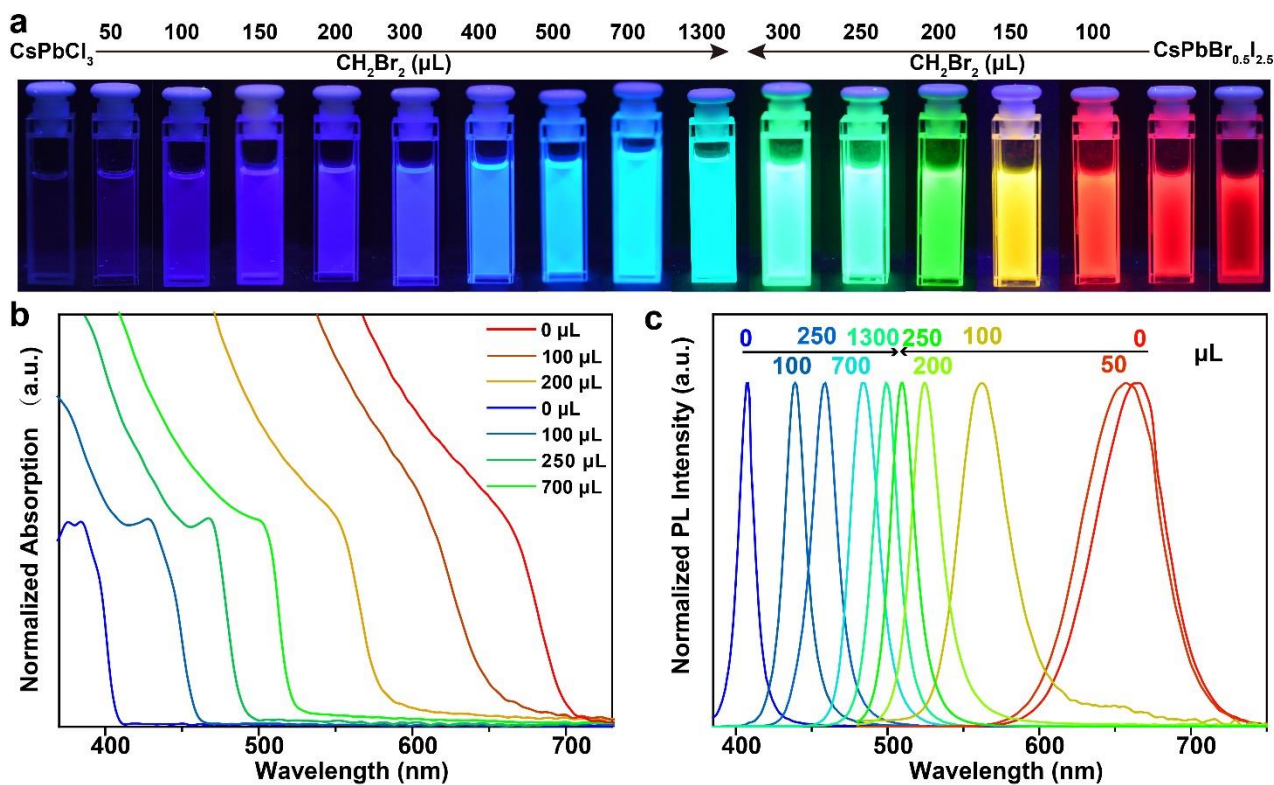 a
50 100 150 200 300 400 500 700 1300 300 250 200 150 100
CsPbCl₃ CH₂Br₂ (μL) CH₂Br₂ (μL) CsPbBr₀.₅I₂.₅
b
0 μL
100 μL
200 μL
0 μL
100 μL
250 μL
700 μL
Normalized Absorption （a.u.）
400 500 600 700
Wavelength (nm)
c
0 250 1300 250 100 0 μL
100 700 200 50
Normalized PL Intensity (a.u.)
400 500 600 700
Wavelength (nm)